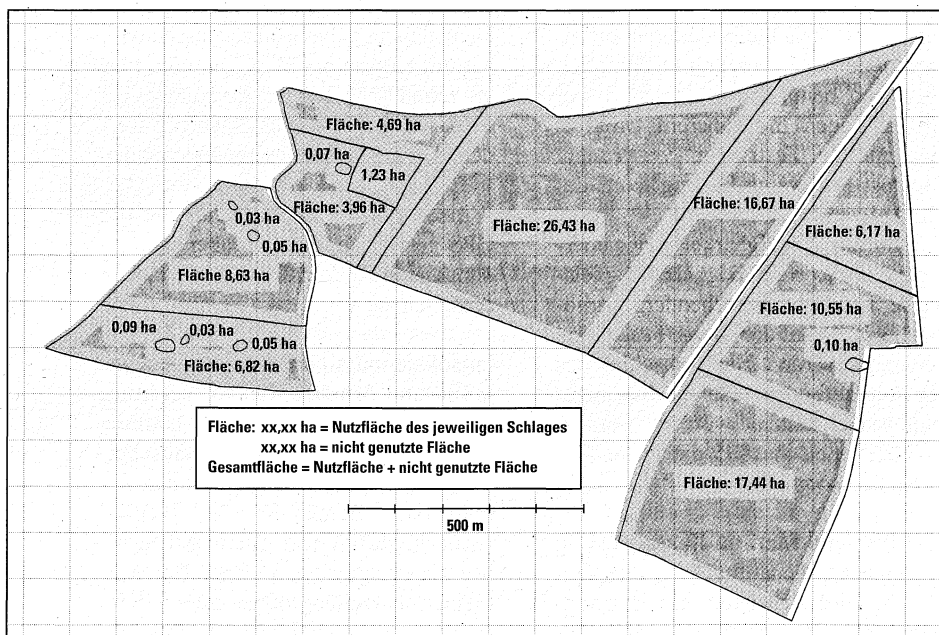 Fläche: 4,69 ha
0,07 ha
1,23 ha
Fläche: 3,96 ha
Fläche: 26,43 ha
Fläche: 16,67 ha
Fläche: 6,17 ha
0,03 ha
0,05 ha
Fläche 8,63 ha
Fläche: 10,55 ha
0,10 ha
0,09 ha
0,03 ha
0,05 ha
Fläche: 6,82 ha
Fläche: 17,44 ha
Fläche: xx,xx ha = Nutzfläche des jeweiligen Schlages
xx,xx ha = nicht genutzte Fläche
Gesamtfläche = Nutzfläche + nicht genutzte Fläche
500 m